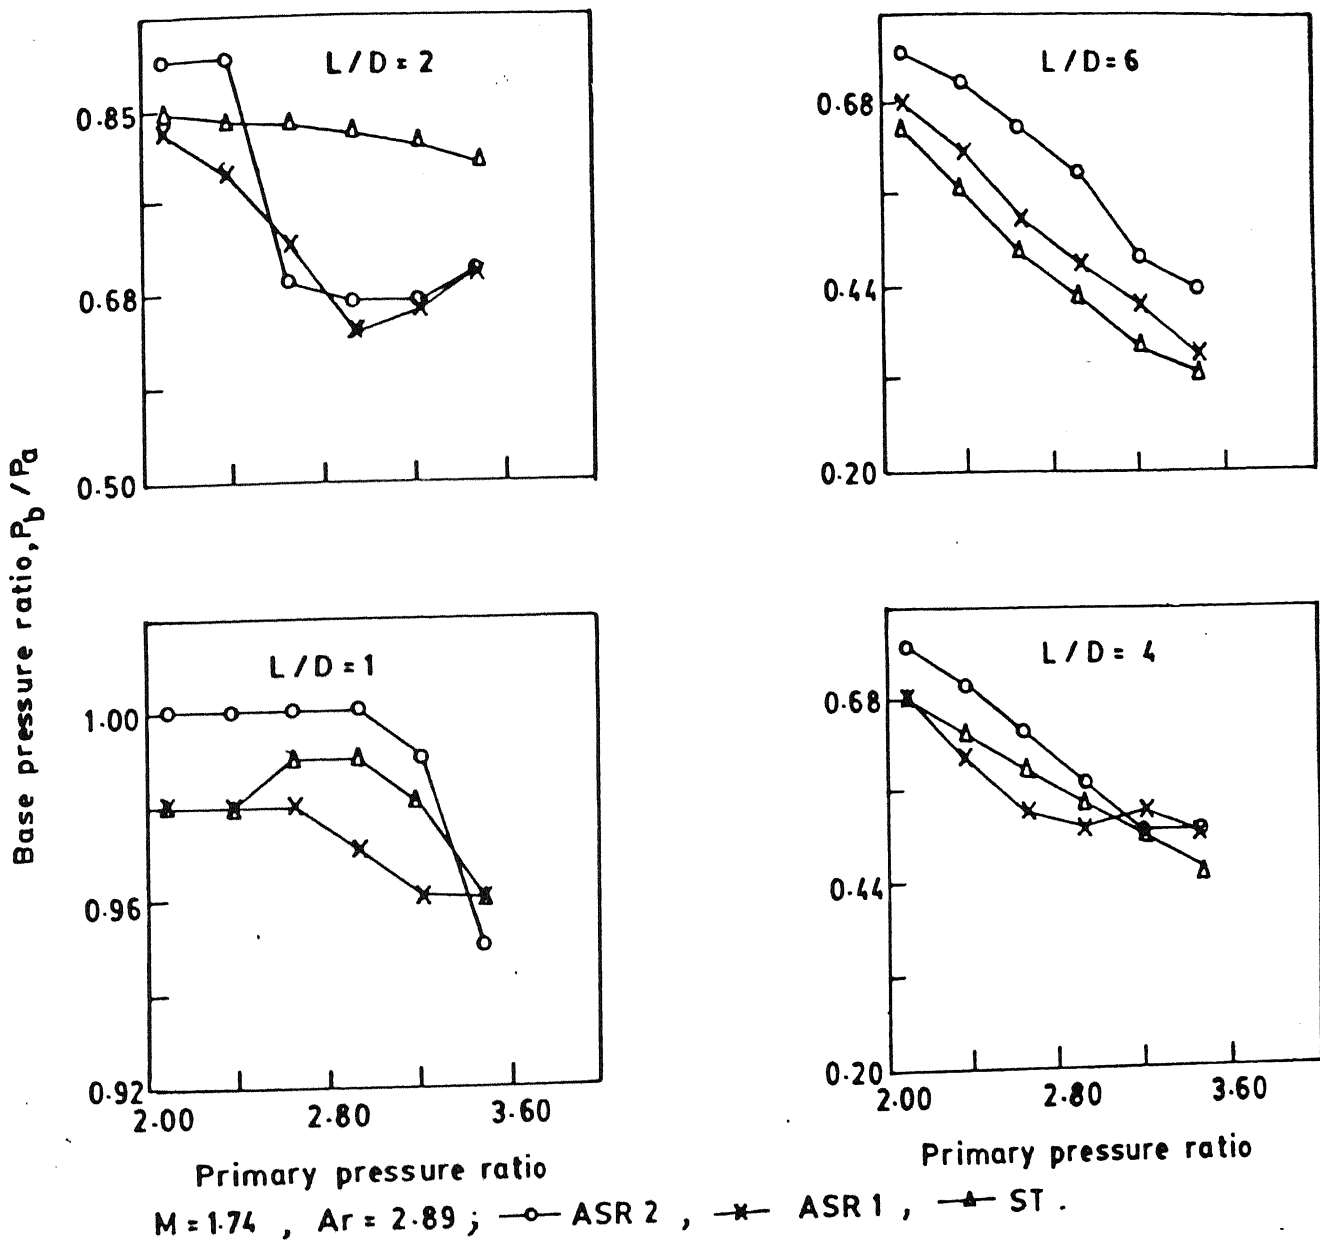 L/D = 2
0.85
0.68
0.50
L/D = 6
0.68
0.44
0.20
Base pressure ratio, Pb / Pa
L/D = 1
1.00
0.96
0.92
2.00 2.80 3.60
Primary pressure ratio
L/D = 4
0.68
0.44
0.20
2.00 2.80 3.60
Primary pressure ratio
M = 1.74 , Ar = 2.89 ; ASR 2 , ASR 1 , ST .